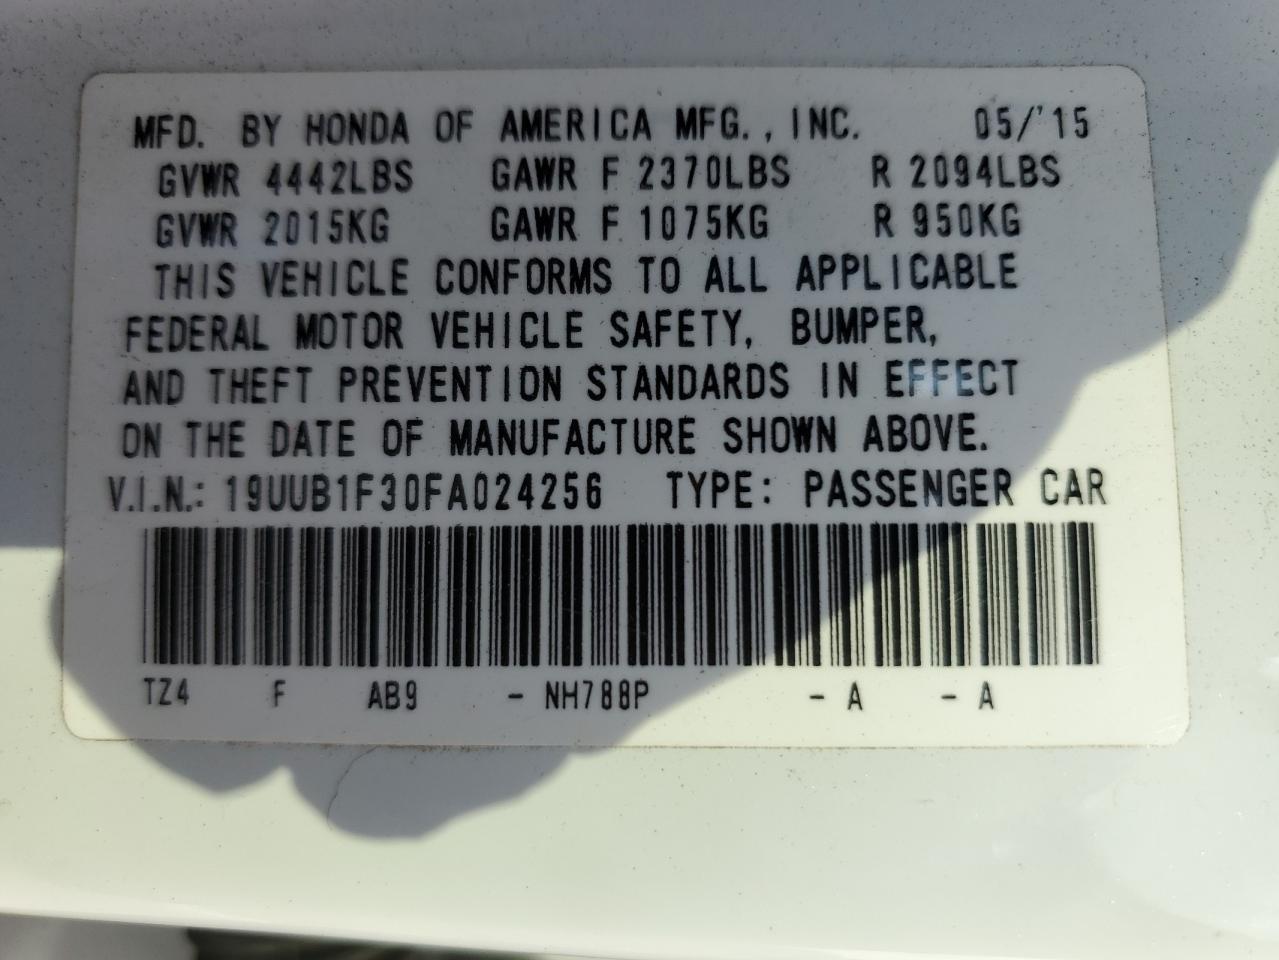 MFD. BY HONDA OF AMERICA MFG., INC. 05/'15
GVWR 4442LBS GAWR F 2370LBS R 2094LBS
GVWR 2015KG GAWR F 1075KG R 950KG
THIS VEHICLE CONFORMS TO ALL APPLICABLE
FEDERAL MOTOR VEHICLE SAFETY, BUMPER,
AND THEFT PREVENTION STANDARDS IN EFFECT
ON THE DATE OF MANUFACTURE SHOWN ABOVE.
V.I.N.: 19UUB1F30FA024256 TYPE: PASSENGER CAR
TZ4 F AB9 - NH788P - A - A